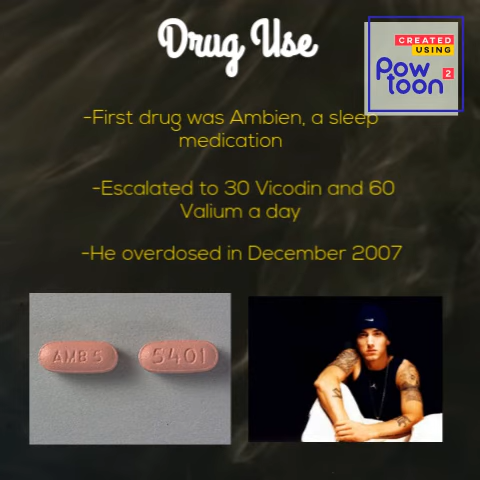 Drug Use
CREATED
USING
Pow
toon 2
-First drug was Ambien, a sleep
medication
-Escalated to 30 Vicodin and 60
Valium a day
-He overdosed in December 2007
AMB 5
5401